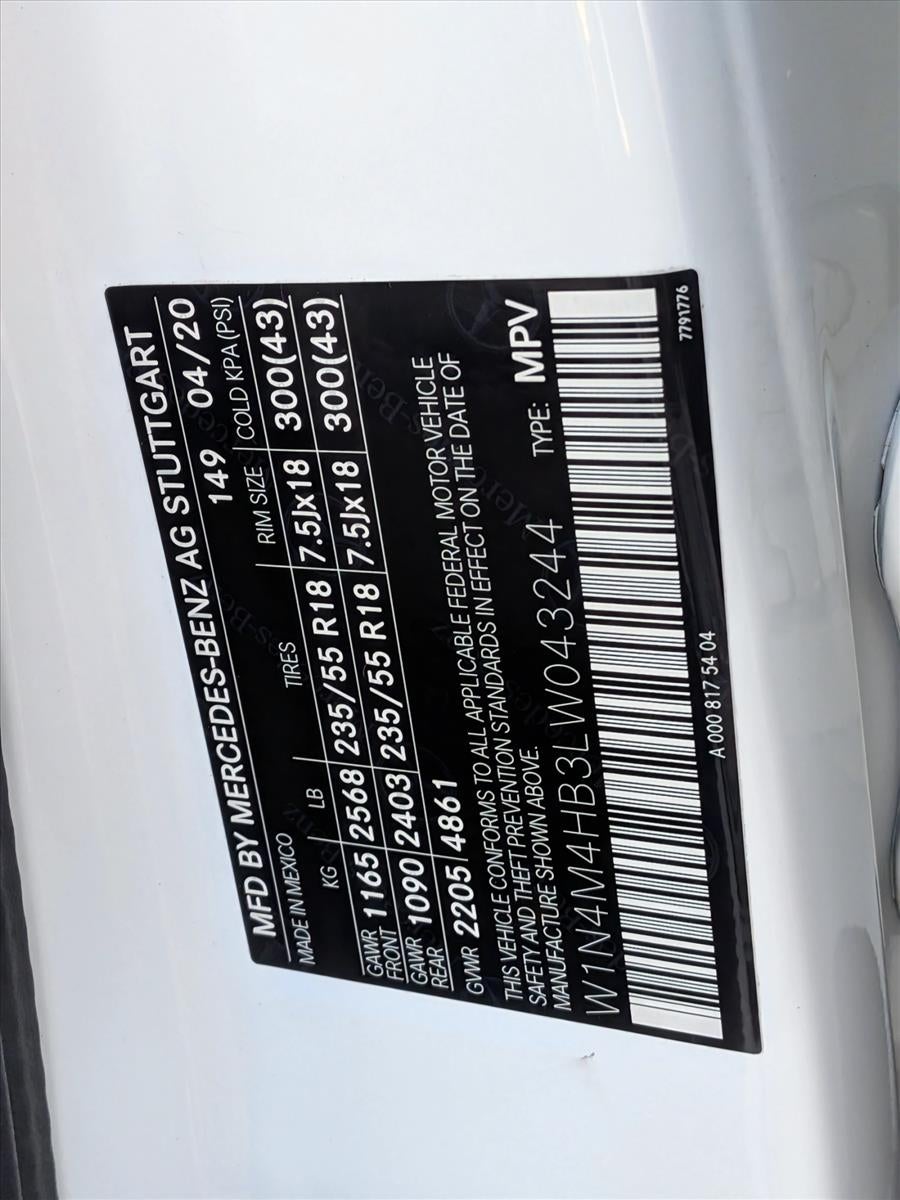 MFD BY MERCEDES-BENZ AG STUTTGART
MADE IN MEXICO 149 04/20
KG LB TIRES RIM SIZE COLD KPA(PSI)
GAWR FRONT 1165 2568 235/55 R18 7.5Jx18 300(43)
GAWR REAR 1090 2403 235/55 R18 7.5Jx18 300(43)
GVWR 2205 4861
THIS VEHICLE CONFORMS TO ALL APPLICABLE FEDERAL MOTOR VEHICLE
SAFETY AND THEFT PREVENTION STANDARDS IN EFFECT ON THE DATE OF
MANUFACTURE SHOWN ABOVE.
W1N4M4HB3LW043244 TYPE: MPV
A 000 817 54 04 7791776